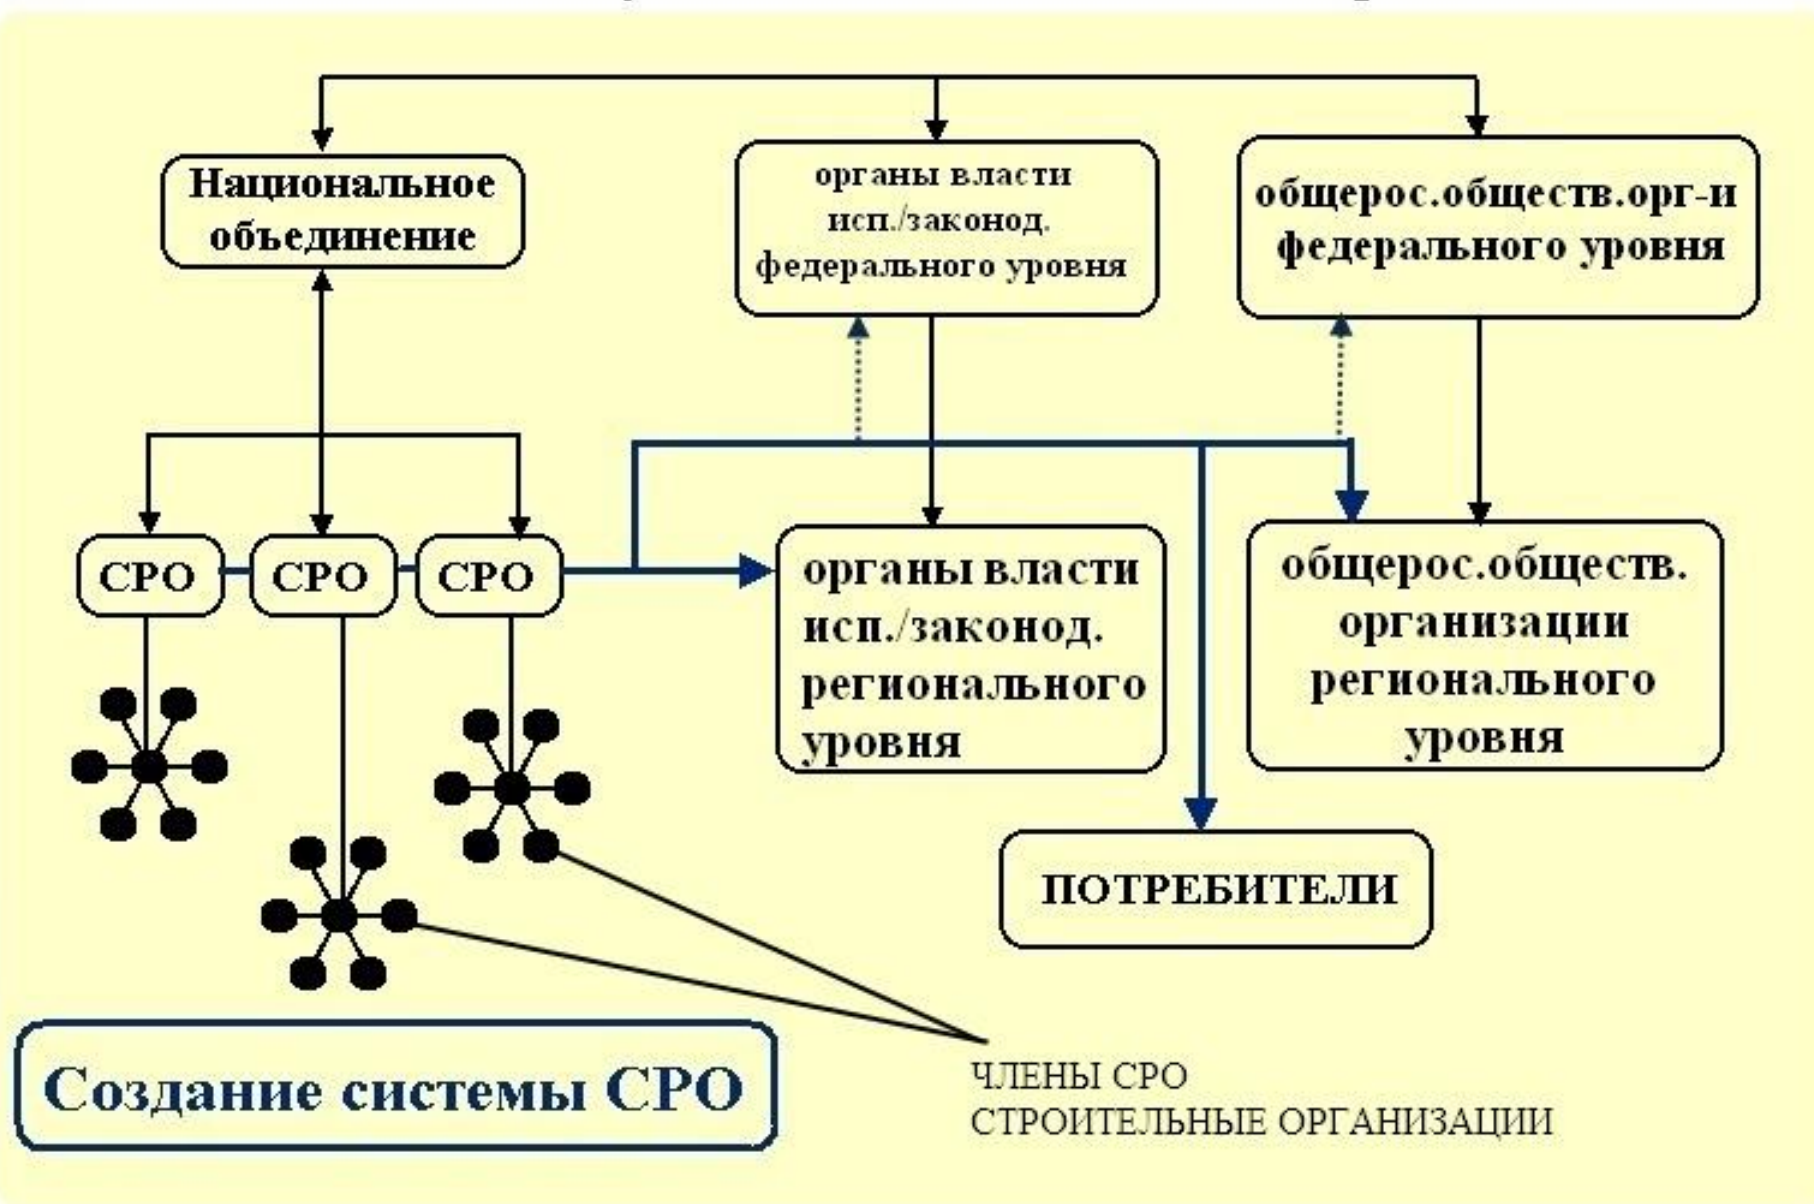 Национальное
объединение
органы власти
исп./законод.
федерального уровня
общерос.обществ.орг-и
федерального уровня
СРО
СРО
СРО
органы власти
исп./законод.
регионального
уровня
общерос.обществ.
организации
регионального
уровня
ПОТРЕБИТЕЛИ
Создание системы СРО
ЧЛЕНЫ СРО
СТРОИТЕЛЬНЫЕ ОРГАНИЗАЦИИ